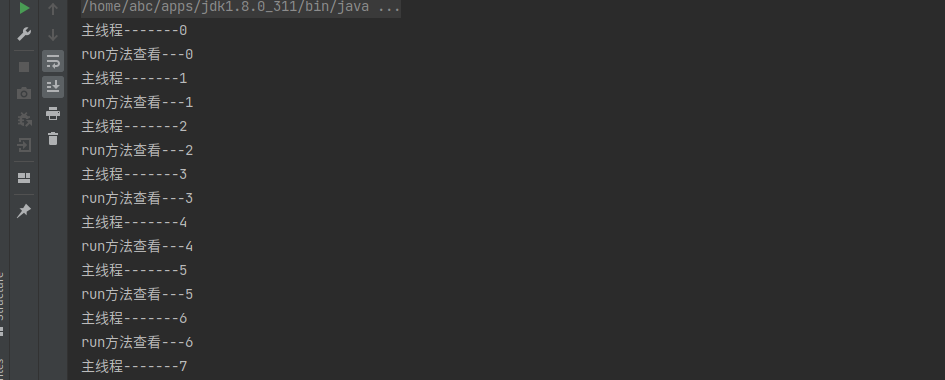 /home/abc/apps/jdk1.8.0_311/bin/java ...
主线程-------0
run方法查看---0
主线程-------1
run方法查看---1
主线程-------2
run方法查看---2
主线程-------3
run方法查看---3
主线程-------4
run方法查看---4
主线程-------5
run方法查看---5
主线程-------6
run方法查看---6
主线程-------7